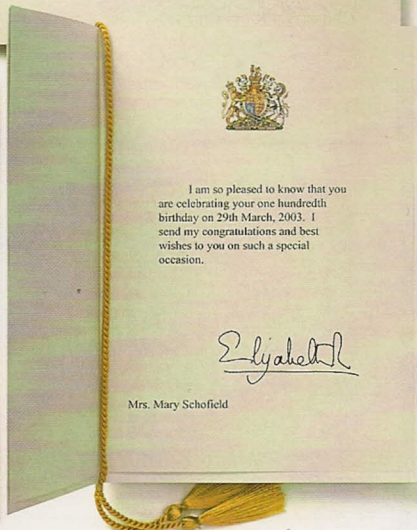 I am so pleased to know that you
are celebrating your one hundredth
birthday on 29th March, 2003. I
send my congratulations and best
wishes to you on such a special
occasion.
Elizabeth R
Mrs. Mary Schofield